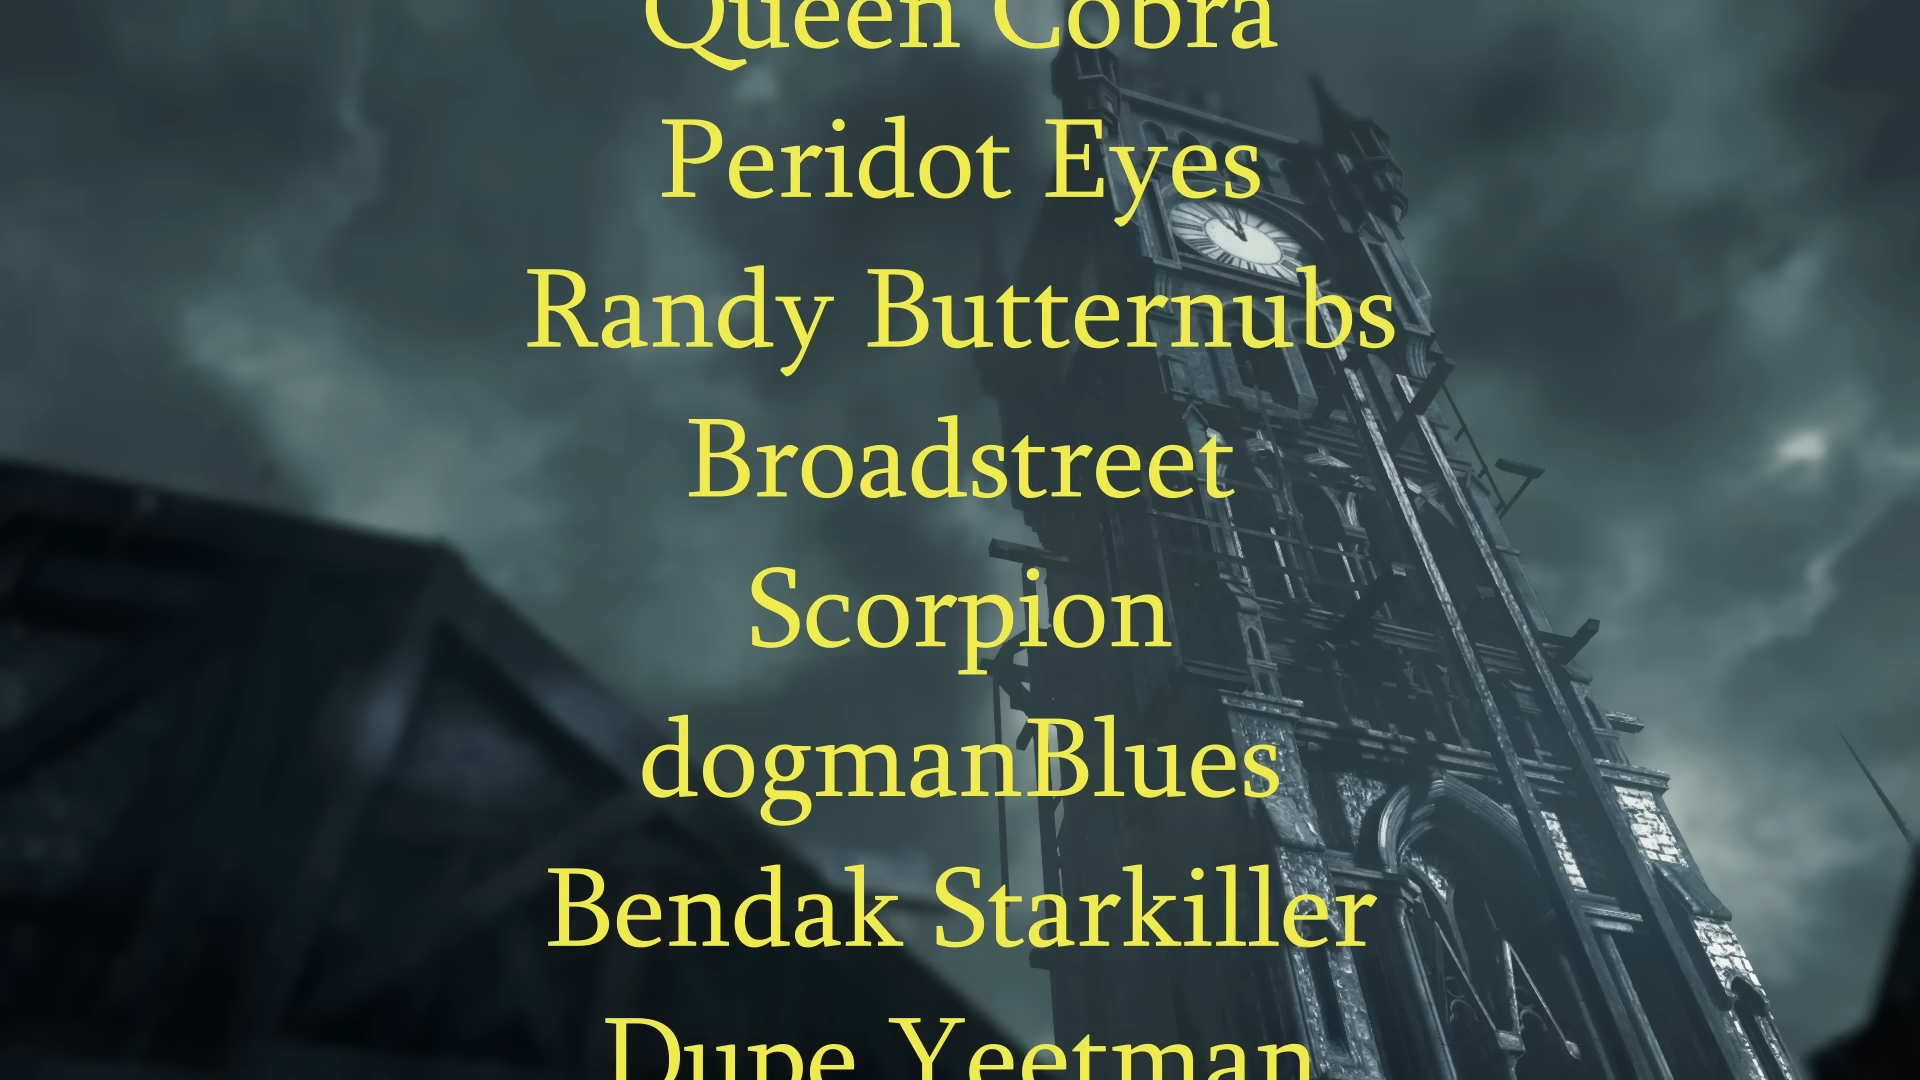 Queen Cobra
Peridot Eyes
Randy Butternubs
Broadstreet
Scorpion
dogmanBlues
Bendak Starkiller
Dupe Yeetman